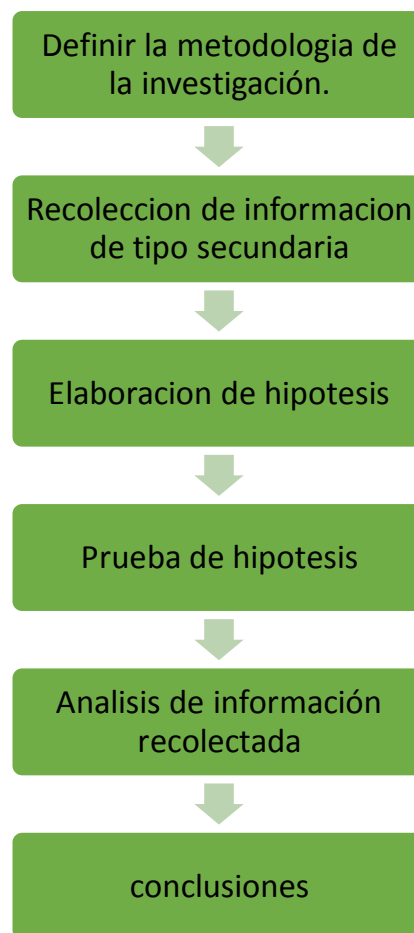 Definir la metodologia de
la investigación.
Recoleccion de informacion
de tipo secundaria
Elaboracion de hipotesis
Prueba de hipotesis
Analisis de información
recolectada
conclusiones